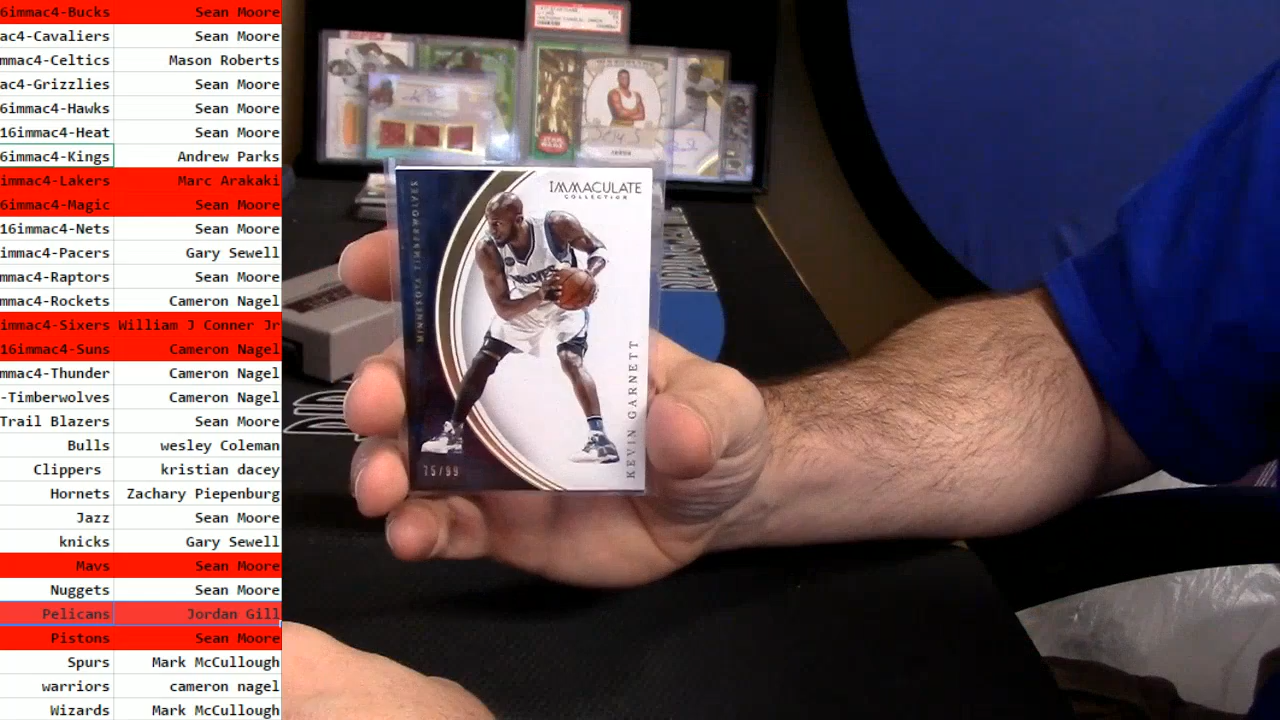 6immac4-Bucks Sean Moore
ac4-Cavaliers Sean Moore
mmac4-Celtics Mason Roberts
ac4-Grizzlies Sean Moore
6immac4-Hawks Sean Moore
16immac4-Heat Sean Moore
6immac4-Kings Andrew Parks
immac4-Lakers Marc Arakaki
6immac4-Magic Sean Moore
16immac4-Nets Sean Moore
immac4-Pacers Gary Sewell
mmac4-Raptors Sean Moore
mmac4-Rockets Cameron Nagel
immac4-Sixers William J Conner Jr
16immac4-Suns Cameron Nagel
mmac4-Thunder Cameron Nagel
-Timberwolves Cameron Nagel
Trail Blazers Sean Moore
Bulls wesley Coleman
Clippers kristian dacey
Hornets Zachary Piepenburg
Jazz Sean Moore
knicks Gary Sewell
Mavs Sean Moore
Nuggets Sean Moore
Pelicans Jordan Gill
Pistons Sean Moore
Spurs Mark McCullough
warriors cameron nagel
Wizards Mark McCullough
STAR WARS
IMMACULATE
COLLECTION
MINNESOTA TIMBERWOLVES
WOLVES
KEVIN GARNETT
75/99